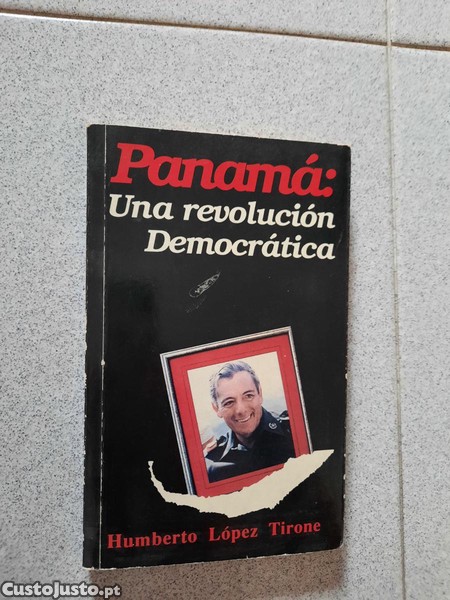 Panamá:
Una revolución
Democrática
Humberto López Tirone
CustoJusto.pt